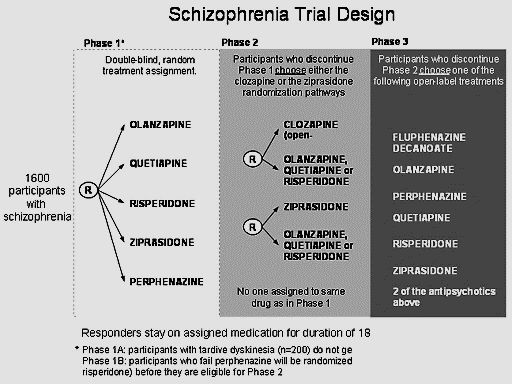 Schizophrenia Trial Design
Phase 1*
Double-blind, random
treatment assignment.
1600
participants
with
schizophrenia
R
OLANZAPINE
QUETIAPINE
RISPERIDONE
ZIPRASIDONE
PERPHENAZINE
Phase 2
Participants who discontinue
Phase 1 choose either the
clozapine or the ziprasidone
randomization pathways
R
CLOZAPINE
(open-
OLANZAPINE,
QUETIAPINE or
RISPERIDONE
R
ZIPRASIDONE
OLANZAPINE,
QUETIAPINE or
RISPERIDONE
No one assigned to same
drug as in Phase 1
Phase 3
Participants who discontinue
Phase 2 choose one of the
following open-label treatments
FLUPHENAZINE
DECANOATE
OLANZAPINE
PERPHENAZINE
QUETIAPINE
RISPERIDONE
ZIPRASIDONE
2 of the antipsychotics
above
Responders stay on assigned medication for duration of 18
* Phase 1A: participants with tardive dyskinesia (n=200) do not ge
Phase 1B: participants who fail perphenazine will be randomized
risperidone) before they are eligible for Phase 2